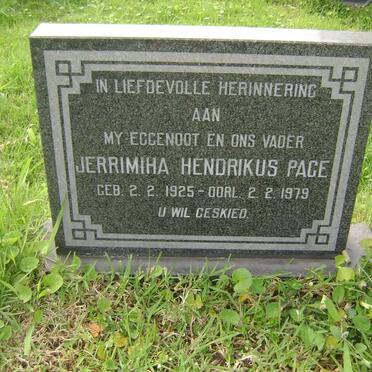 IN LIEFDEVOLLE HERINNERING
AAN
MY EGGENOOT EN ONS VADER
JERRIMIHA HENDRIKUS PAGE
GEB. 2. 2. 1925 - OORL. 2. 2. 1979
U WIL GESKIED.